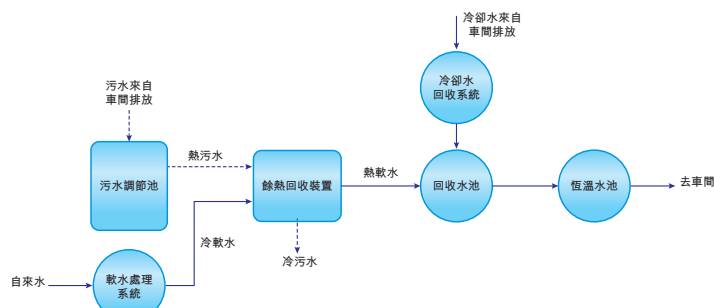 冷卻水來自
車間排放
冷卻水
回收系統
污水來自
車間排放
熱污水
污水調節池
餘熱回收裝置
熱軟水
回收水池
恆溫水池
去車間
冷軟水
冷污水
自來水
軟水處理
系統